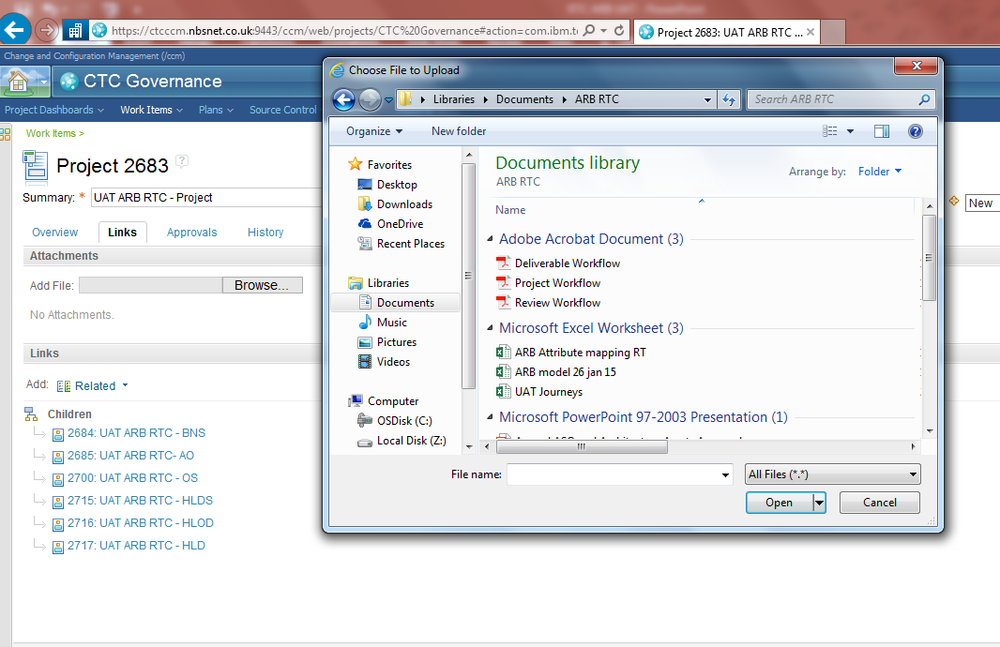 https://ctcccm.nbsnet.co.uk:9443/ccm/web/projects/CTC%20Governance#action=com.ibm.t
Project 2683: UAT ARB RTC ...
Change and Configuration Management (/ccm)
CTC Governance
Project Dashboards
Work Items
Plans
Source Control
Work Items >
Project 2683
Summary: * UAT ARB RTC - Project
New
Overview
Links
Approvals
History
Attachments
Add File:
Browse...
No Attachments.
Links
Add: Related
Children
2684: UAT ARB RTC - BNS
2685: UAT ARB RTC- AO
2700: UAT ARB RTC - OS
2715: UAT ARB RTC - HLDS
2716: UAT ARB RTC - HLOD
2717: UAT ARB RTC - HLD
Choose File to Upload
Libraries
Documents
ARB RTC
Search ARB RTC
Organize
New folder
Favorites
Desktop
Downloads
OneDrive
Recent Places
Libraries
Documents
Music
Pictures
Videos
Computer
OSDisk (C:)
Local Disk (Z:)
Documents library
ARB RTC
Arrange by: Folder
Name
Adobe Acrobat Document (3)
Deliverable Workflow
Project Workflow
Review Workflow
Microsoft Excel Worksheet (3)
ARB Attribute mapping RT
ARB model 26 jan 15
UAT Journeys
Microsoft PowerPoint 97-2003 Presentation (1)
File name:
All Files (*.*)
Open
Cancel